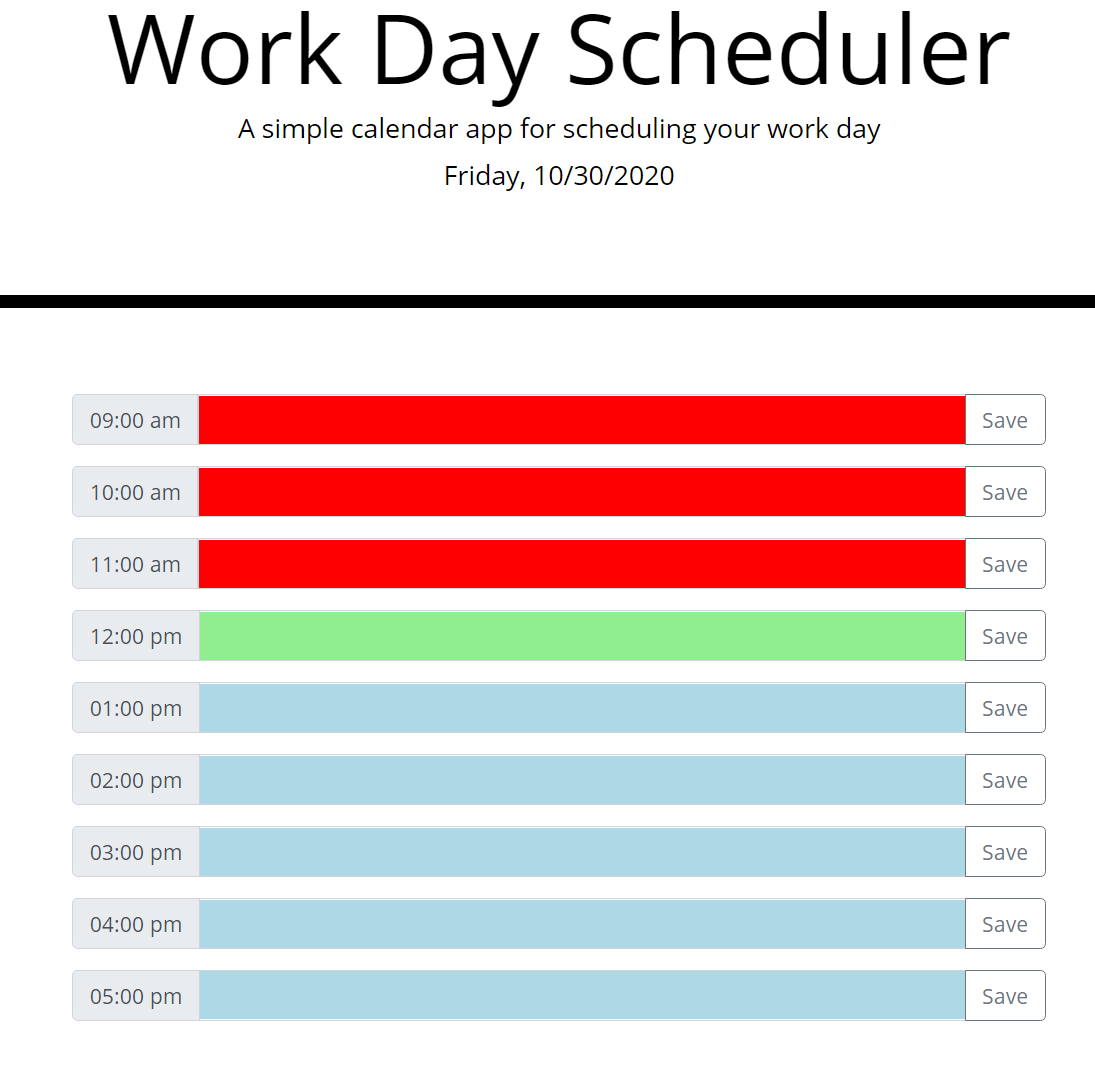 Work Day Scheduler
A simple calendar app for scheduling your work day
Friday, 10/30/2020
09:00 am Save
10:00 am Save
11:00 am Save
12:00 pm Save
01:00 pm Save
02:00 pm Save
03:00 pm Save
04:00 pm Save
05:00 pm Save